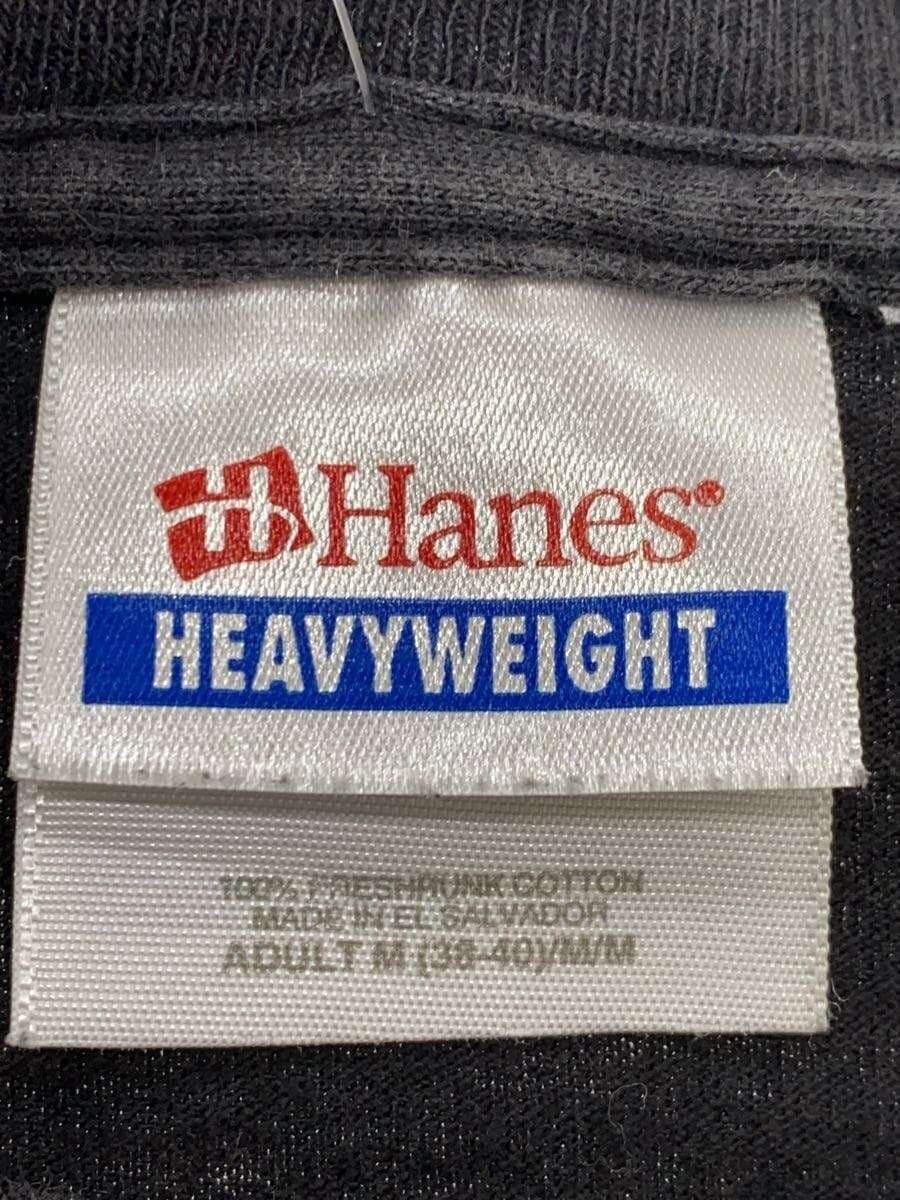 H Hanes®
HEAVYWEIGHT
100% PRESHRUNK COTTON
MADE IN EL SALVADOR
ADULT M (38-40)/M/M